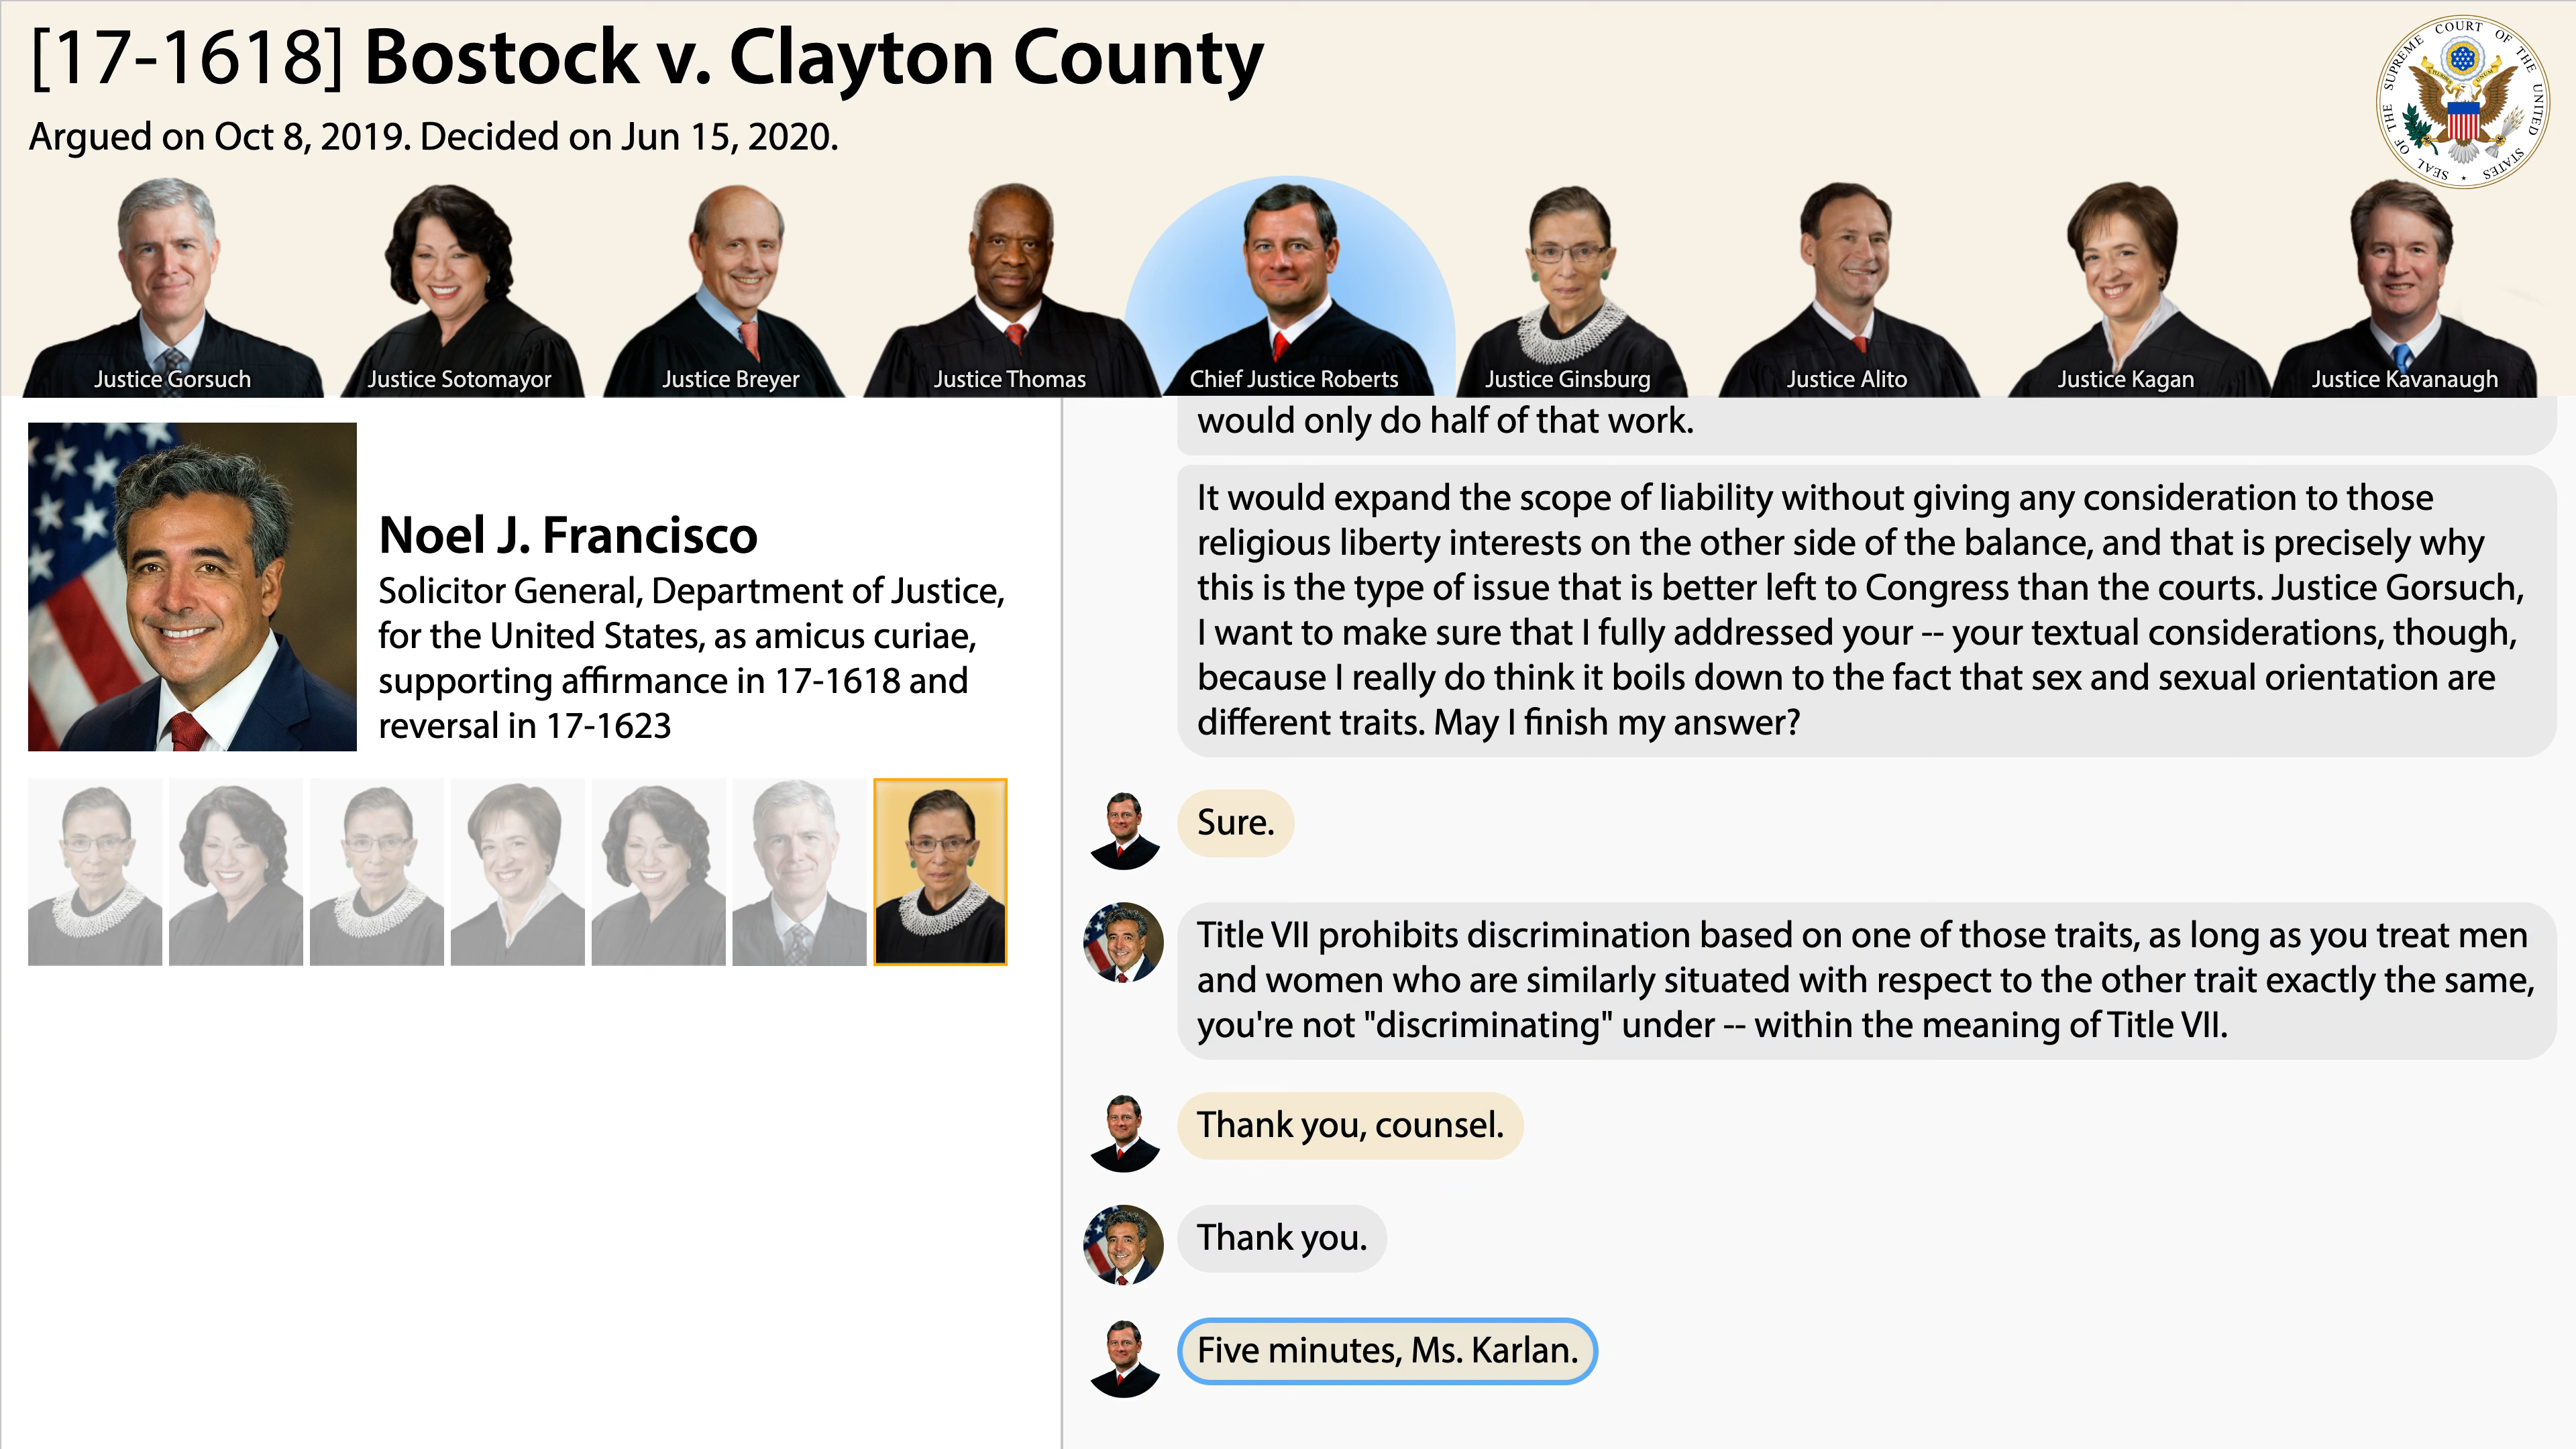 [17-1618] Bostock v. Clayton County
Argued on Oct 8, 2019. Decided on Jun 15, 2020.
SEAL OF THE SUPREME COURT OF THE UNITED STATES
Justice Gorsuch
Justice Sotomayor
Justice Breyer
Justice Thomas
Chief Justice Roberts
Justice Ginsburg
Justice Alito
Justice Kagan
Justice Kavanaugh
Noel J. Francisco
Solicitor General, Department of Justice,
for the United States, as amicus curiae,
supporting affirmance in 17-1618 and
reversal in 17-1623
would only do half of that work.
It would expand the scope of liability without giving any consideration to those
religious liberty interests on the other side of the balance, and that is precisely why
this is the type of issue that is better left to Congress than the courts. Justice Gorsuch,
I want to make sure that I fully addressed your -- your textual considerations, though,
because I really do think it boils down to the fact that sex and sexual orientation are
different traits. May I finish my answer?
Sure.
Title VII prohibits discrimination based on one of those traits, as long as you treat men
and women who are similarly situated with respect to the other trait exactly the same,
you're not "discriminating" under -- within the meaning of Title VII.
Thank you, counsel.
Thank you.
Five minutes, Ms. Karlan.